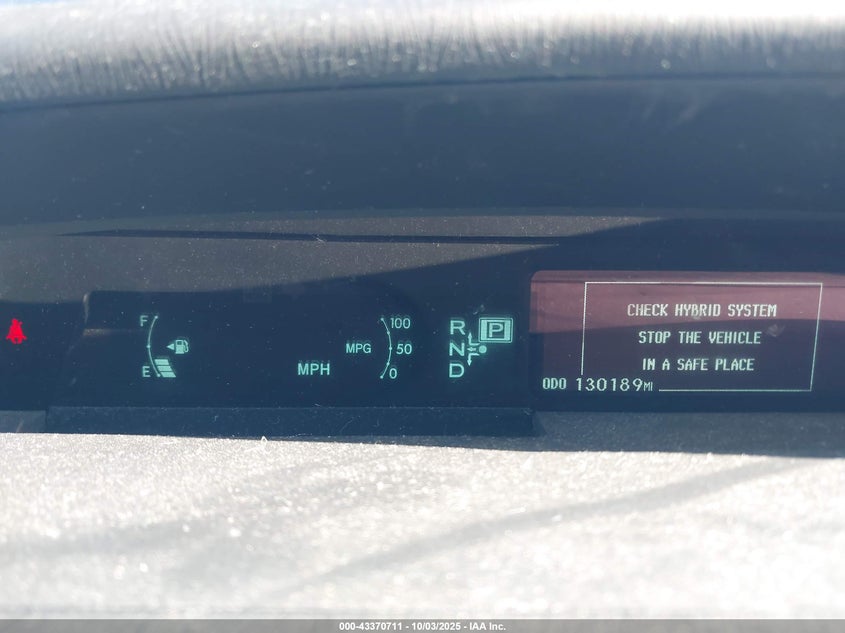 F
E
MPH
MPG
100
50
0
R
N
D
P
CHECK HYBRID SYSTEM
STOP THE VEHICLE
IN A SAFE PLACE
ODO 130189MI
000-43370711 - 10/03/2025 - IAA Inc.